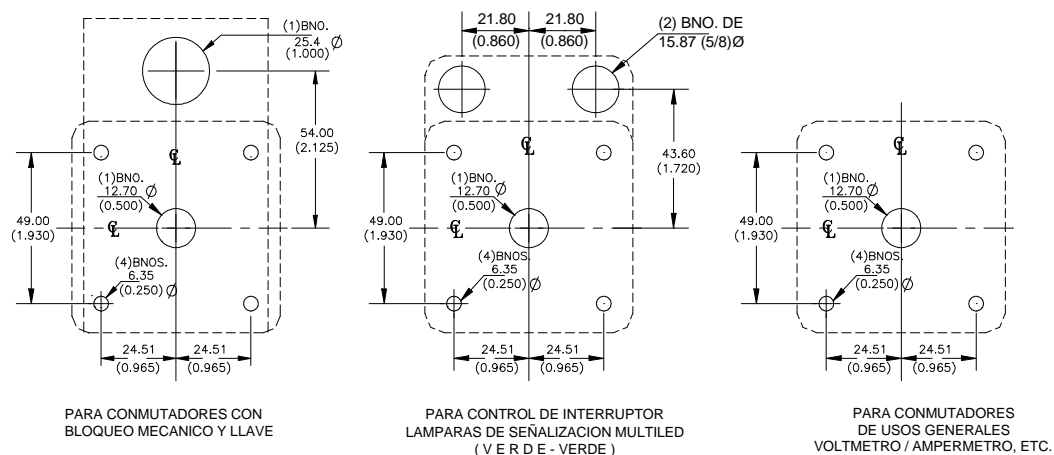 (1)BNO.
25.4 Ø
(1.000)
54.00
(2.125)
℄
(1)BNO.
12.70 Ø
(0.500)
49.00
(1.930)
℄
(4)BNOS.
6.35
(0.250) Ø
24.51 24.51
(0.965) (0.965)
PARA CONMUTADORES CON
BLOQUEO MECANICO Y LLAVE
21.80 21.80
(0.860) (0.860)
(2) BNO. DE
15.87 (5/8)Ø
43.60
(1.720)
℄
(1)BNO.
12.70 Ø
(0.500)
49.00
(1.930)
℄
(4)BNOS.
6.35
(0.250) Ø
24.51 24.51
(0.965) (0.965)
PARA CONTROL DE INTERRUPTOR
LAMPARAS DE SEÑALIZACION MULTILED
( V E R D E - VERDE )
℄
(1)BNO.
12.70 Ø
(0.500)
49.00
(1.930)
℄
(4)BNOS.
6.35
(0.250) Ø
24.51 24.51
(0.965) (0.965)
PARA CONMUTADORES
DE USOS GENERALES
VOLTMETRO / AMPERMETRO, ETC.